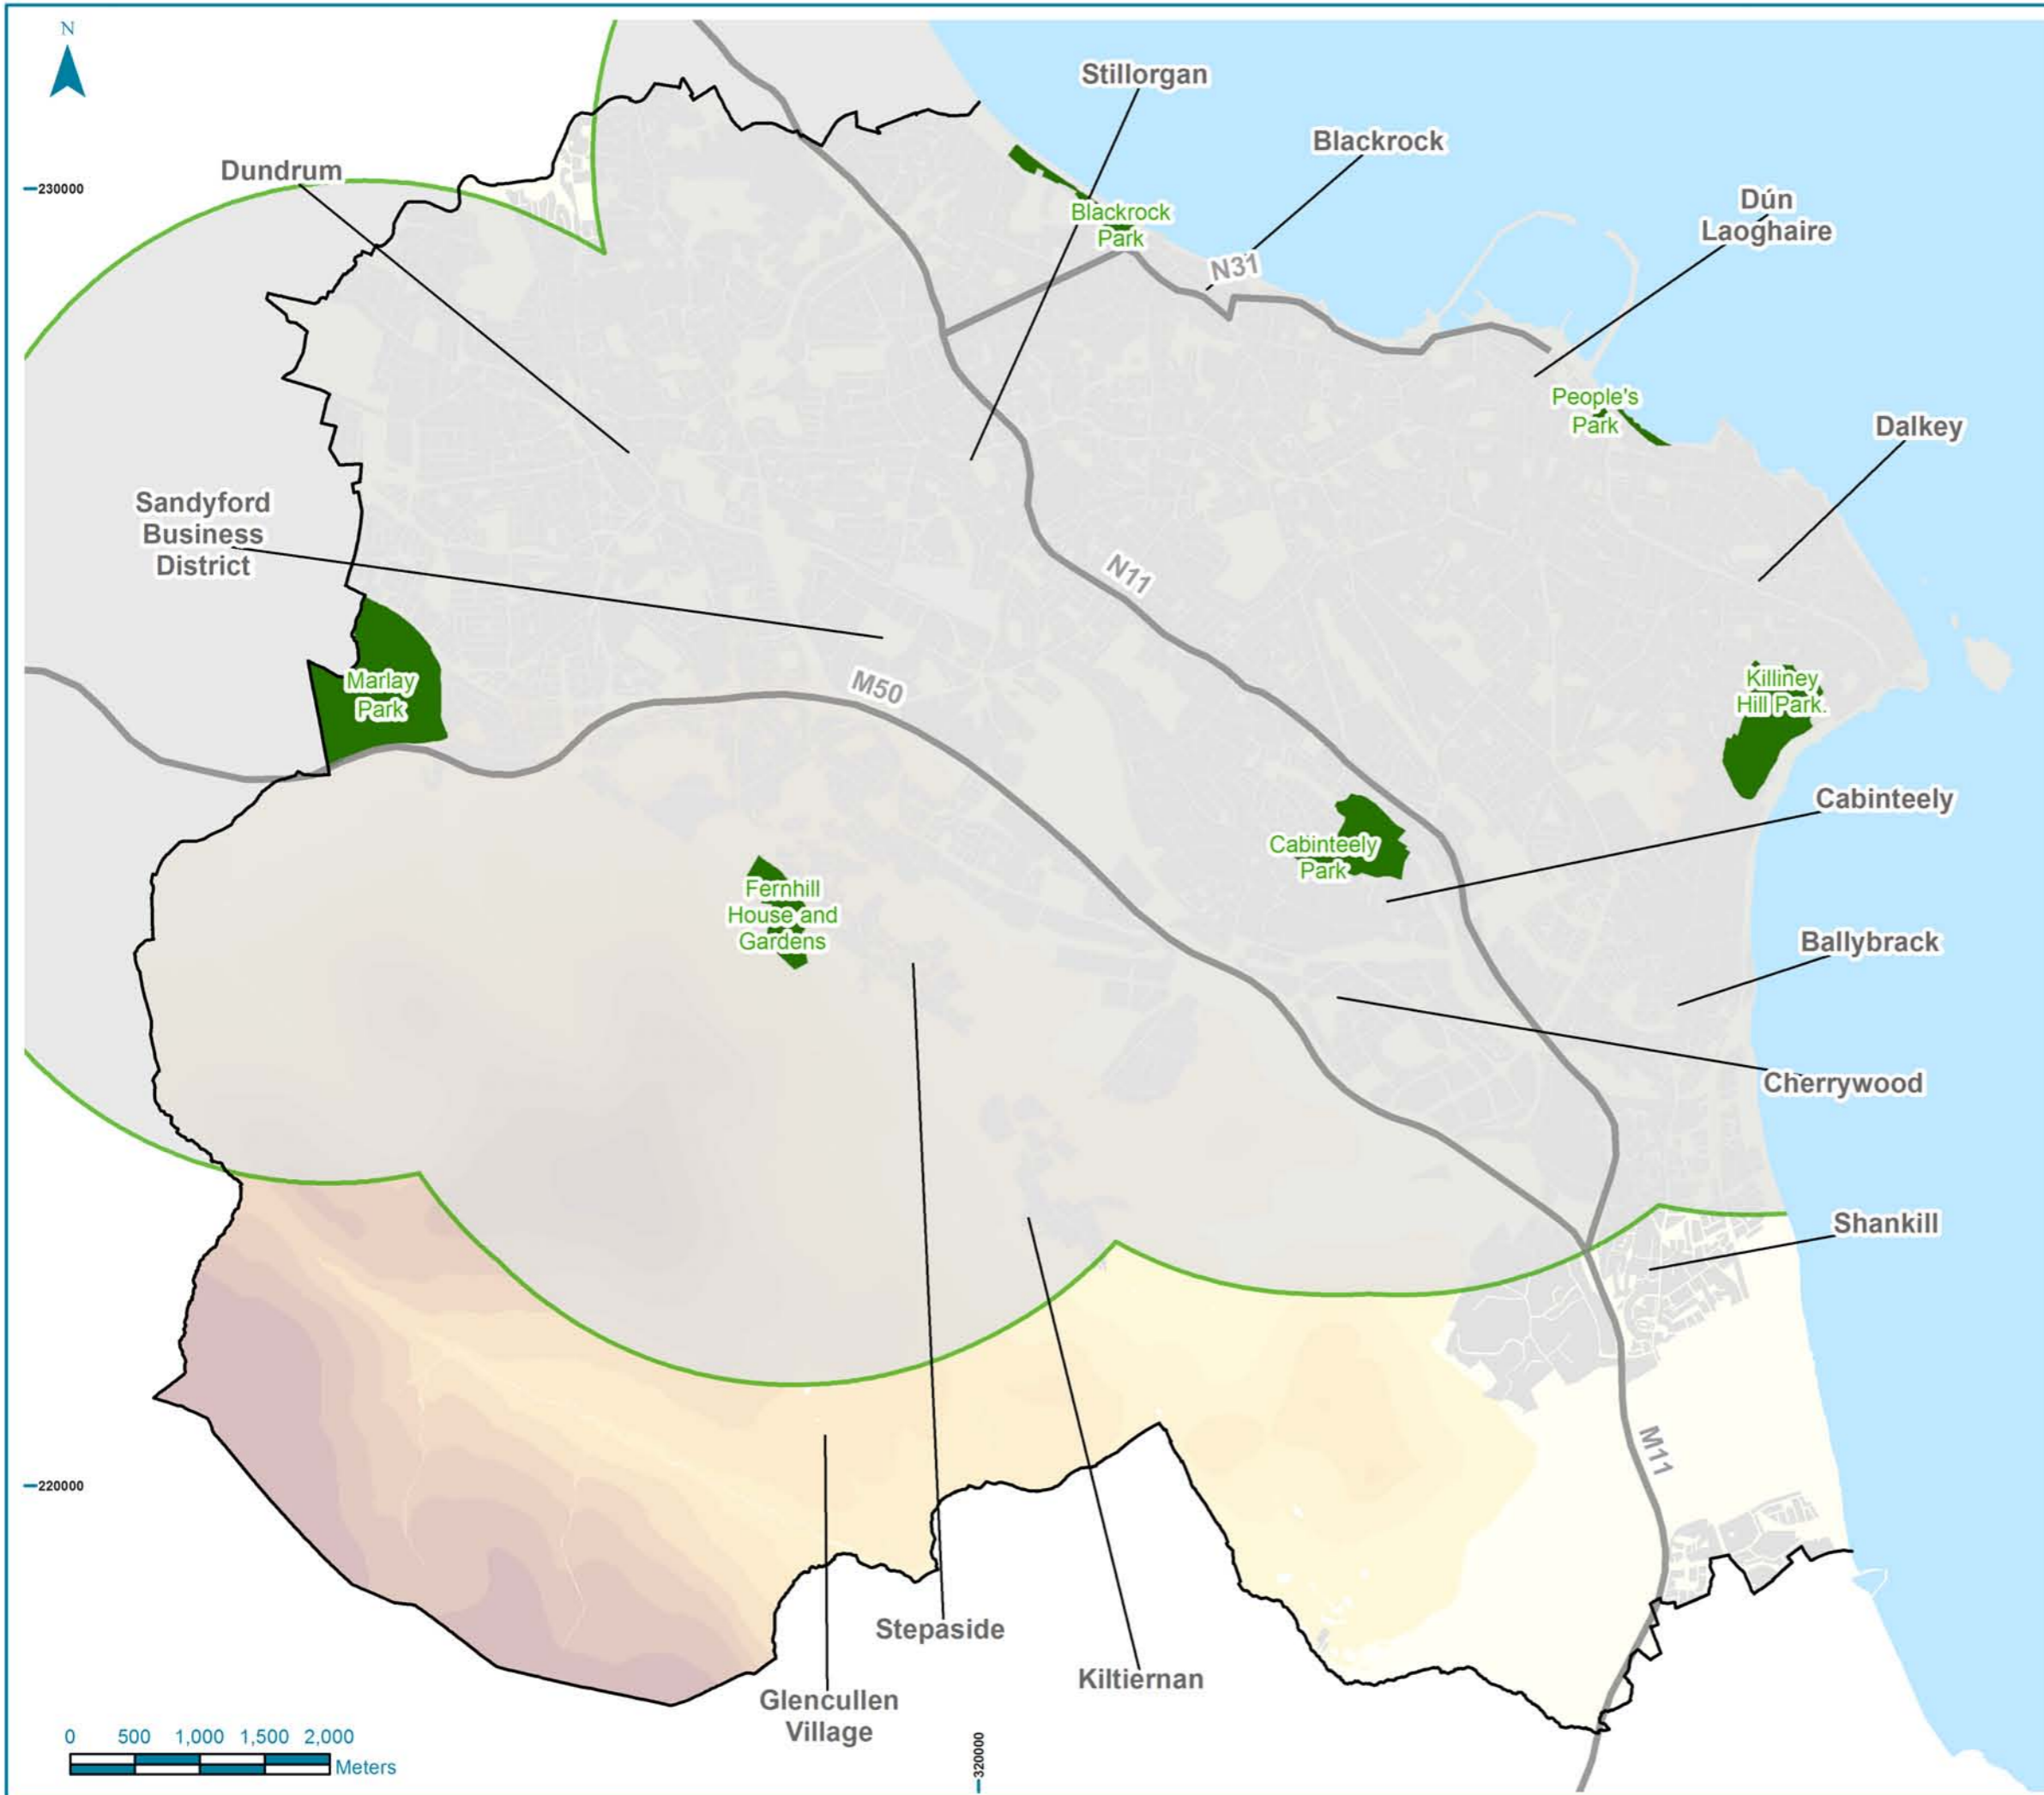 N
Stillorgan
Blackrock
Dundrum
230000
Dún
Laoghaire
Blackrock
Park
N31
People's
Park
Dalkey
Sandyford
Business
District
N11
Marlay
Park
M50
Killiney
Hill Park.
Cabinteely
Cabinteely
Park
Fernhill
House and
Gardens
Ballybrack
Cherrywood
Shankill
M11
220000
Stepaside
Kiltiernan
Glencullen
Village
0 500 1,000 1,500 2,000
Meters
320000